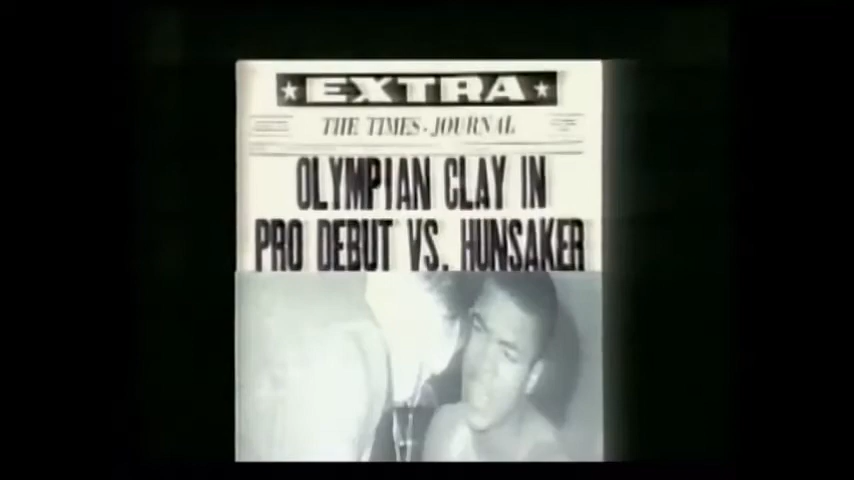 EXTRA
THE TIMES-JOURNAL
OLYMPIAN CLAY IN
PRO DEBUT VS. HUNSAKER